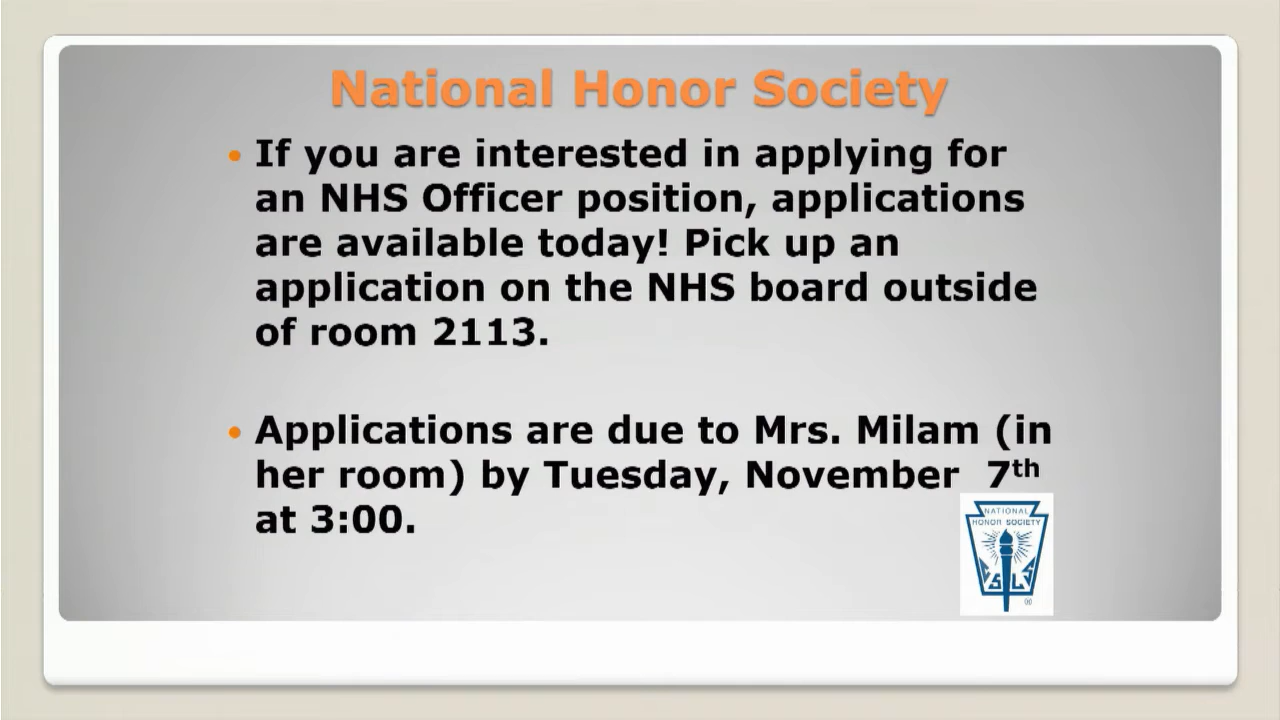 National Honor Society
• If you are interested in applying for
an NHS Officer position, applications
are available today! Pick up an
application on the NHS board outside
of room 2113.
• Applications are due to Mrs. Milam (in
her room) by Tuesday, November 7th
at 3:00.
NATIONAL
HONOR SOCIETY
C S L S
®